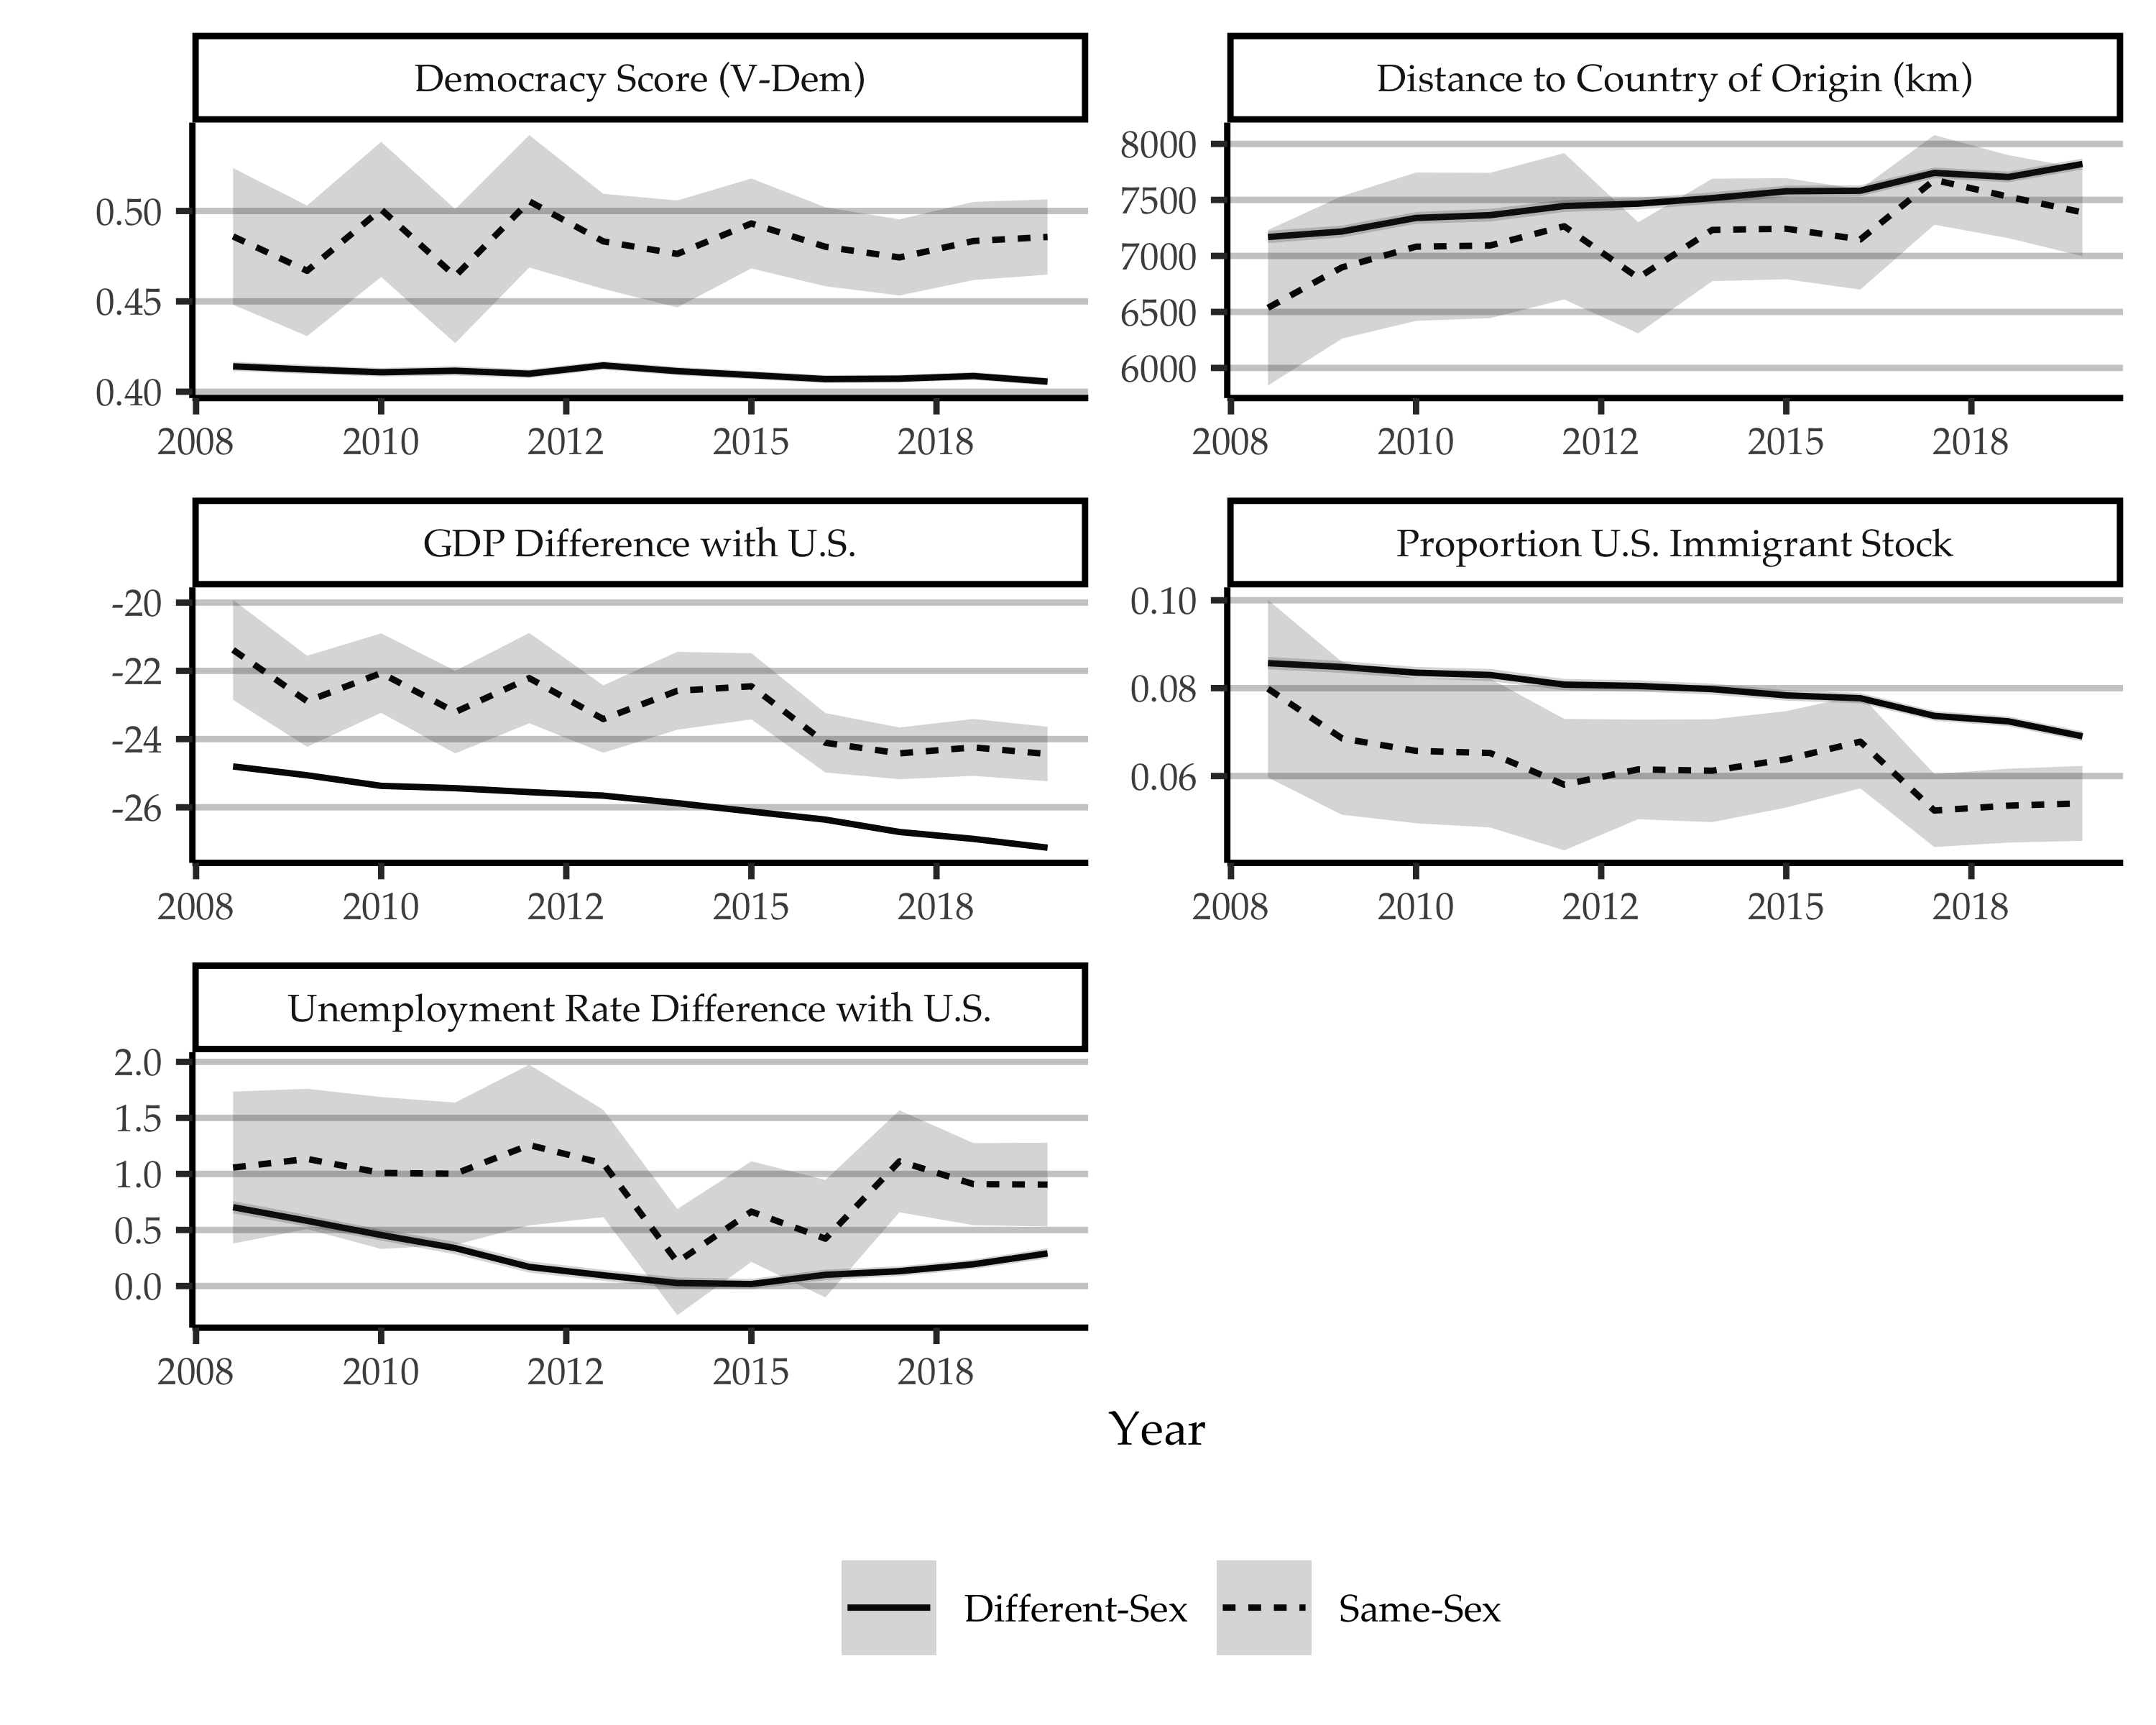 Democracy Score (V-Dem)
0.50
0.45
0.40
2008 2010 2012 2015 2018
Distance to Country of Origin (km)
8000
7500
7000
6500
6000
2008 2010 2012 2015 2018
GDP Difference with U.S.
-20
-22
-24
-26
2008 2010 2012 2015 2018
Proportion U.S. Immigrant Stock
0.10
0.08
0.06
2008 2010 2012 2015 2018
Unemployment Rate Difference with U.S.
2.0
1.5
1.0
0.5
0.0
2008 2010 2012 2015 2018
Year
Different-Sex Same-Sex